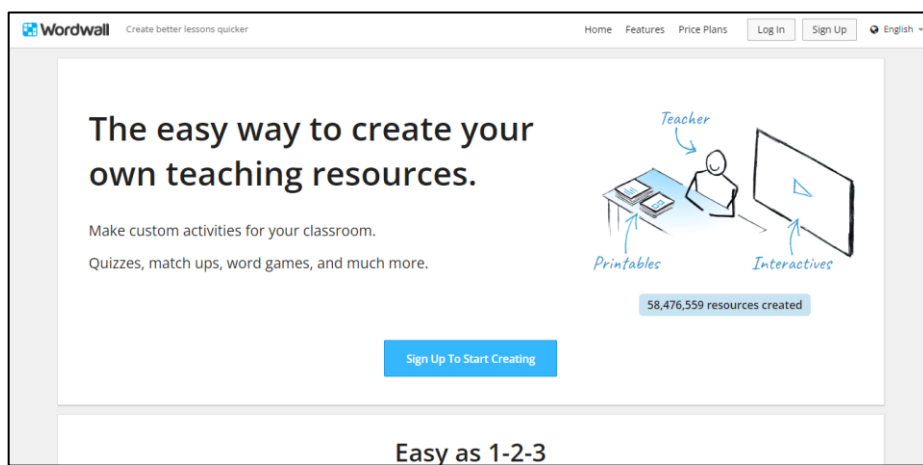 Wordwall Create better lessons quicker Home Features Price Plans Log In Sign Up English
The easy way to create your
own teaching resources.
Make custom activities for your classroom.
Quizzes, match ups, word games, and much more.
Teacher
Printables
Interactives
58,476,559 resources created
Sign Up To Start Creating
Easy as 1-2-3